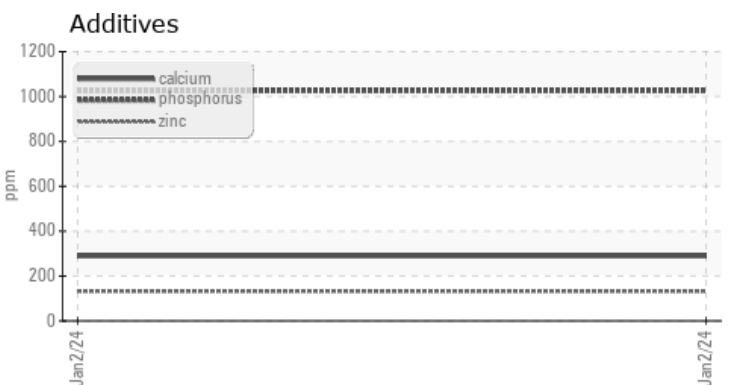 Additives
1200
1000
800
600
400
200
0
ppm
calcium
phosphorus
zinc
Jan2/24
Jan2/24